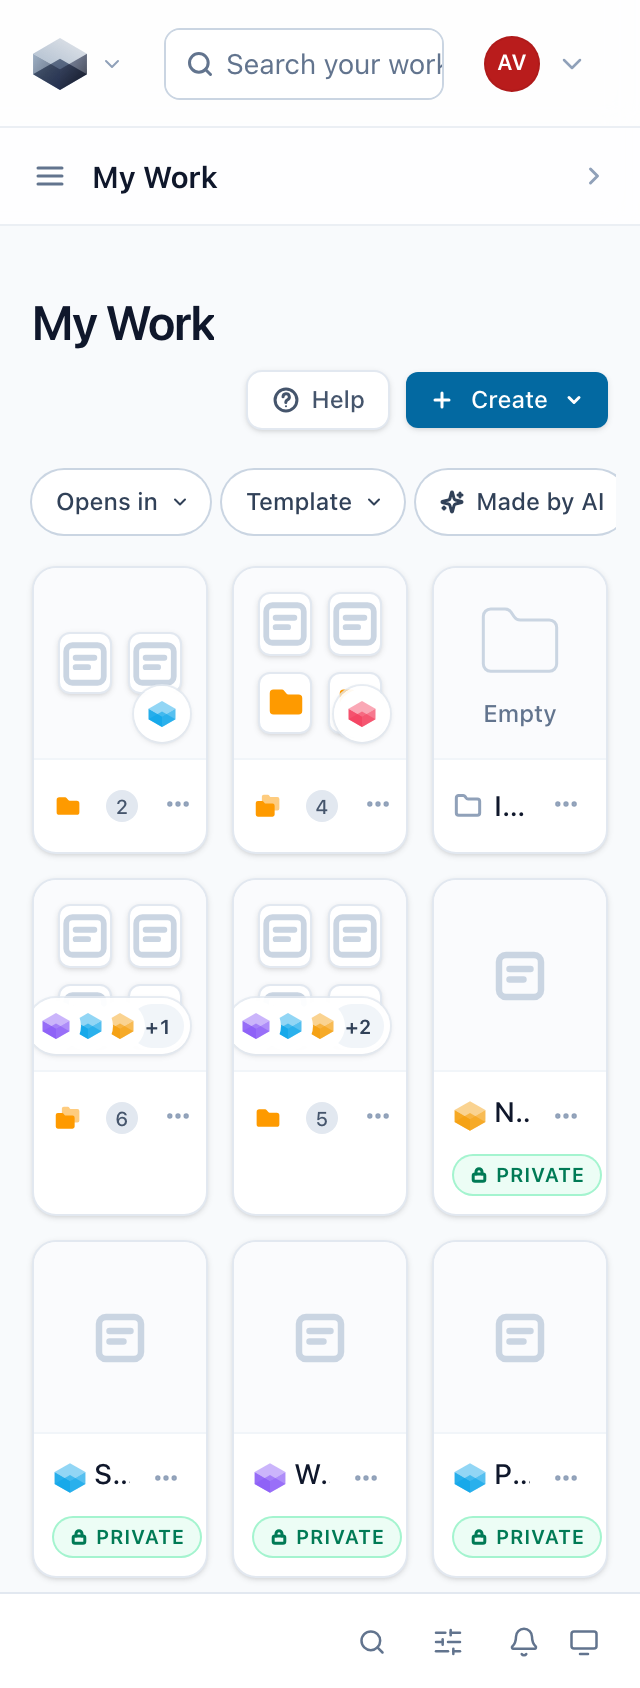 Search your work
AV
My Work
My Work
Help
Create
Opens in
Template
Made by AI
Empty
2
4
I...
+1
+2
6
5
N..
PRIVATE
S..
W.
P..
PRIVATE
PRIVATE
PRIVATE